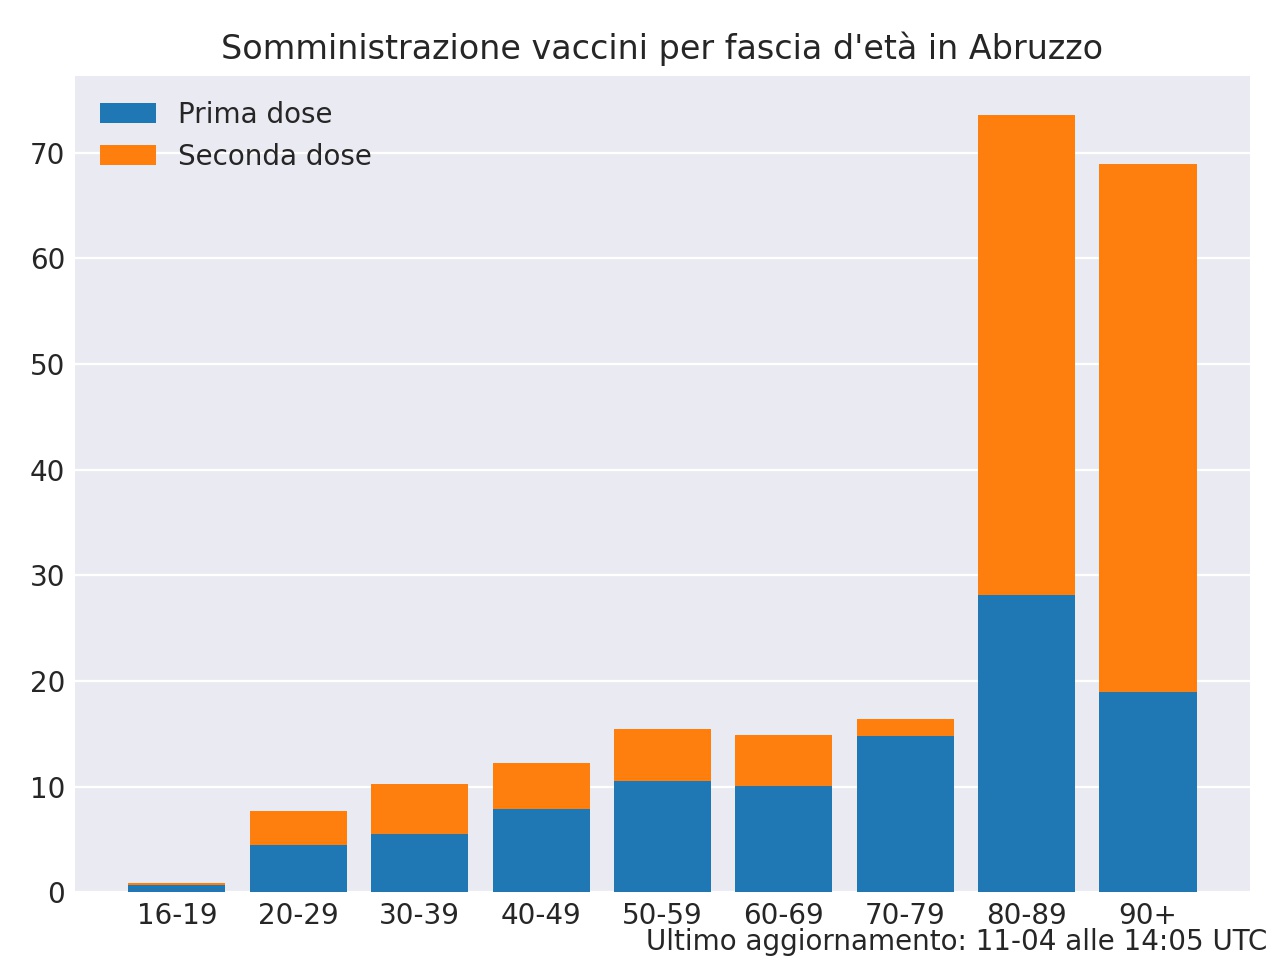 Somministrazione vaccini per fascia d'età in Abruzzo
Prima dose
Seconda dose
70
60
50
40
30
20
10
0
16-19 20-29 30-39 40-49 50-59 60-69 70-79 80-89 90+
Ultimo aggiornamento: 11-04 alle 14:05 UTC